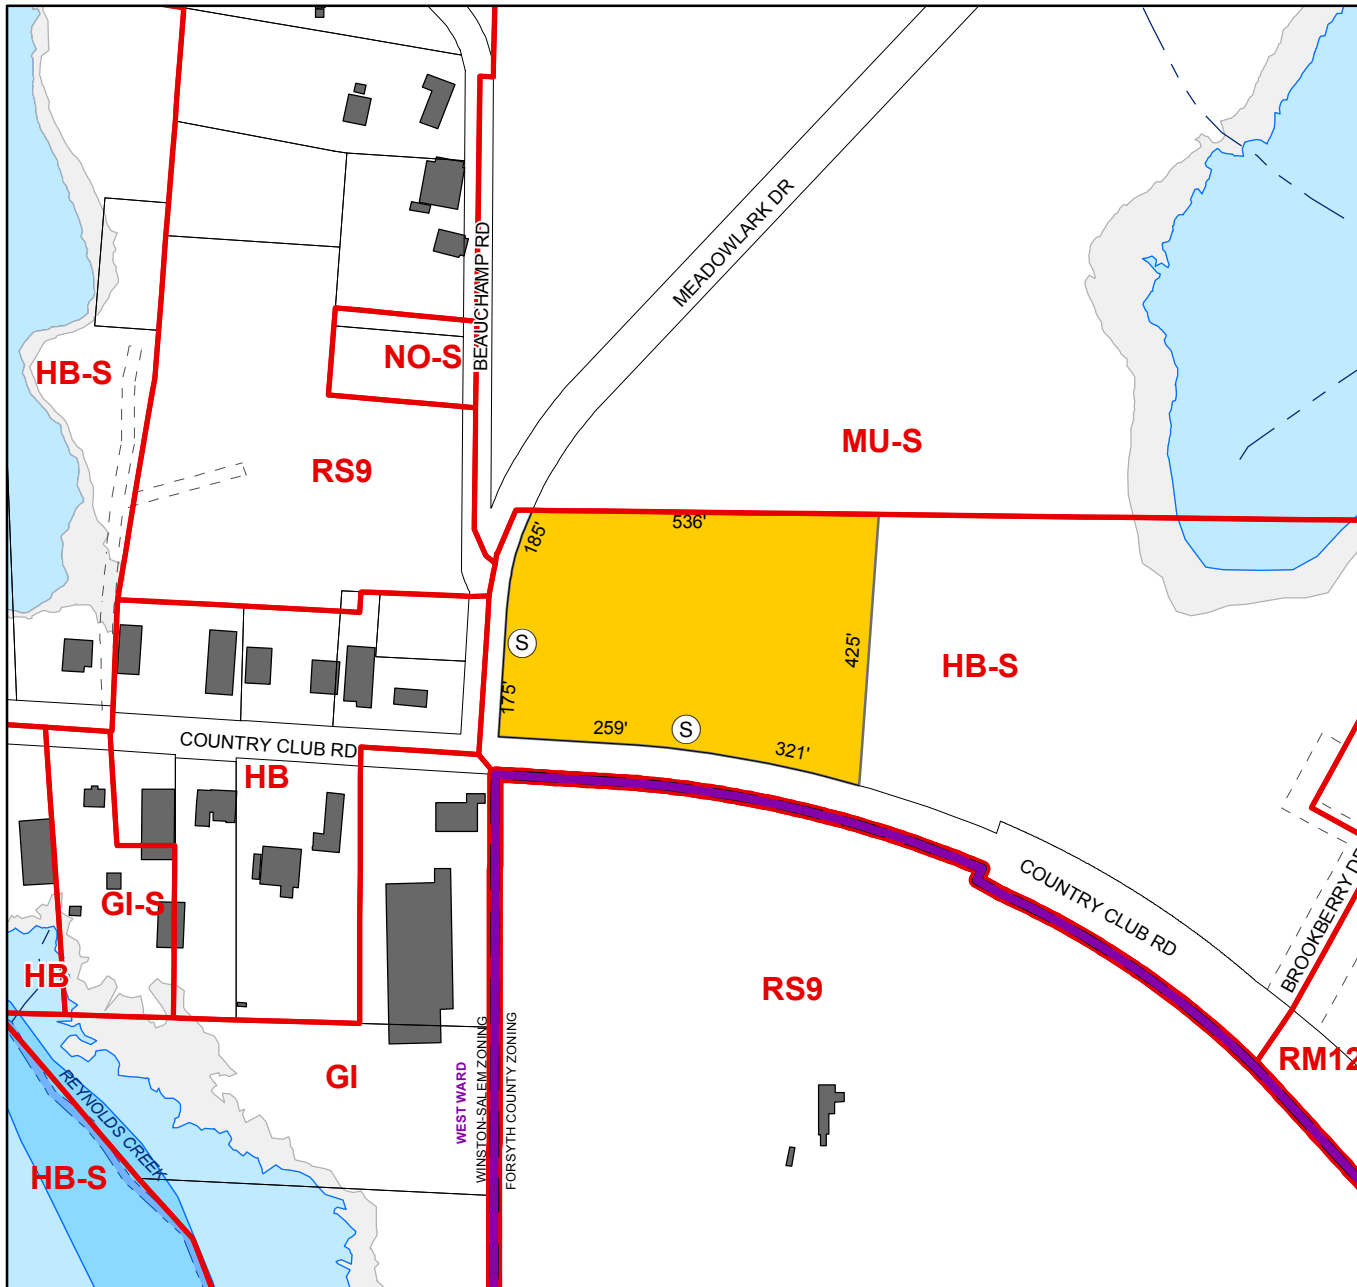 MEADOWLARK DR
BEAUCHAMP RD
HB-S
NO-S
MU-S
RS9
536'
185'
S
425'
HB-S
175'
259'
S
321'
COUNTRY CLUB RD
HB
COUNTRY CLUB RD
BROOKBERRY DR
GI-S
HB
RS9
GI
RM12
WEST WARD
WINSTON-SALEM ZONING
FORSYTH COUNTY ZONING
REYNOLDS CREEK
HB-S